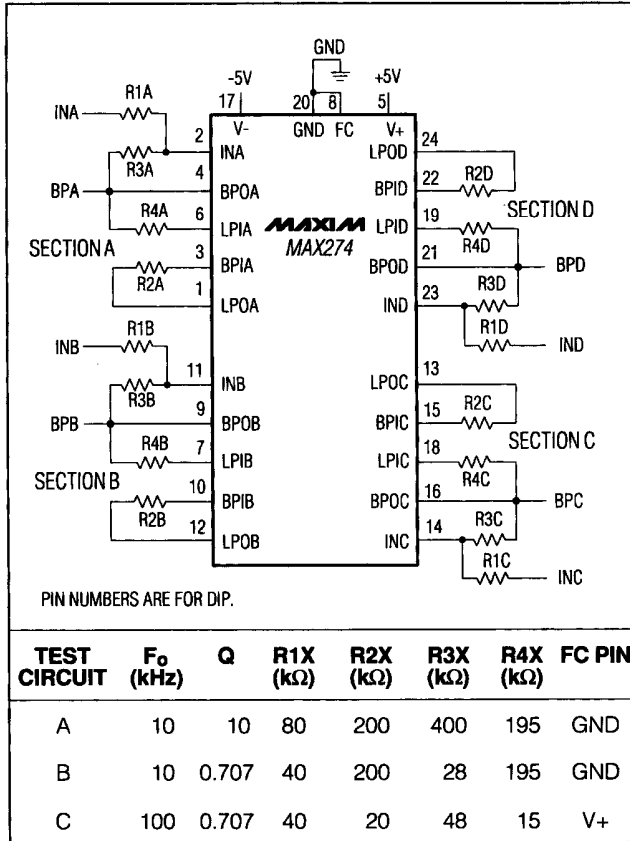 GND
-5V +5V
17 20 8 5
V- GND FC V+
R1A
INA
2 INA
R3A
4 BPOA
BPA
6 LPIA
R4A
SECTION A
3 BPIA
R2A
1 LPOA
R1B
INB
11 INB
R3B
9 BPOB
BPB
7 LPIB
R4B
SECTION B
10 BPIB
R2B
12 LPOB
MAXIM
MAX274
LPOD 24
R2D
BPID 22
SECTION D
LPID 19
R4D
BPOD 21
BPD
R3D
IND 23
R1D
IND
LPOC 13
R2C
BPIC 15
SECTION C
LPIC 18
R4C
BPOC 16
BPC
R3C
INC 14
R1C
INC
PIN NUMBERS ARE FOR DIP.
TEST CIRCUIT Fo (kHz) Q R1X (kΩ) R2X (kΩ) R3X (kΩ) R4X (kΩ) FC PIN
A 10 10 80 200 400 195 GND
B 10 0.707 40 200 28 195 GND
C 100 0.707 40 20 48 15 V+